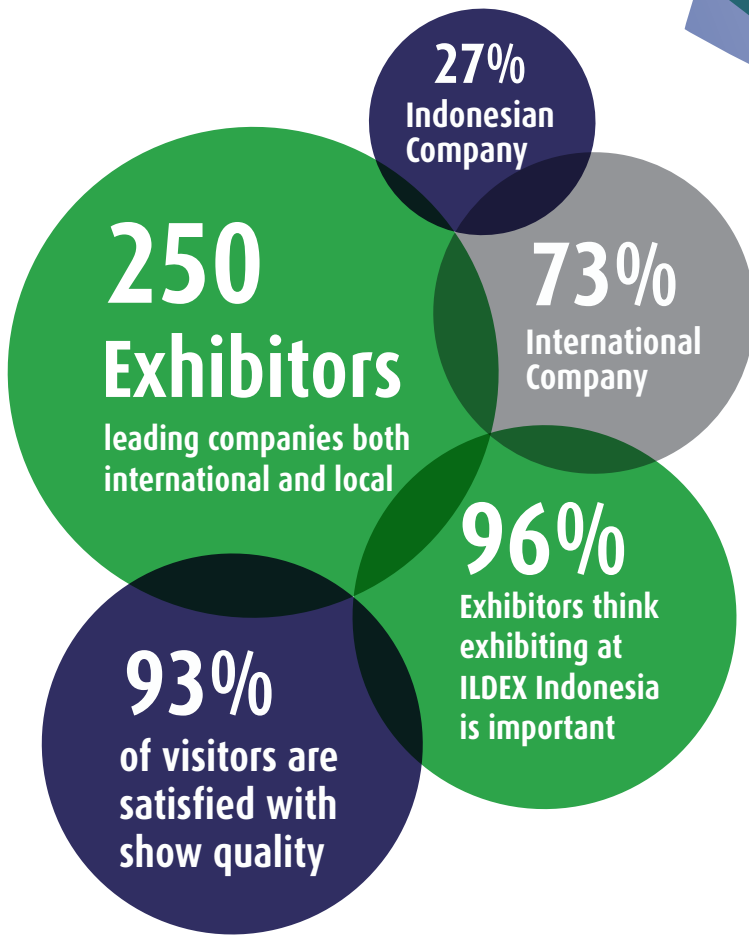 27%
Indonesian
Company
250
Exhibitors
leading companies both
international and local
73%
International
Company
96%
Exhibitors think
exhibiting at
ILDEX Indonesia
is important
93%
of visitors are
satisfied with
show quality